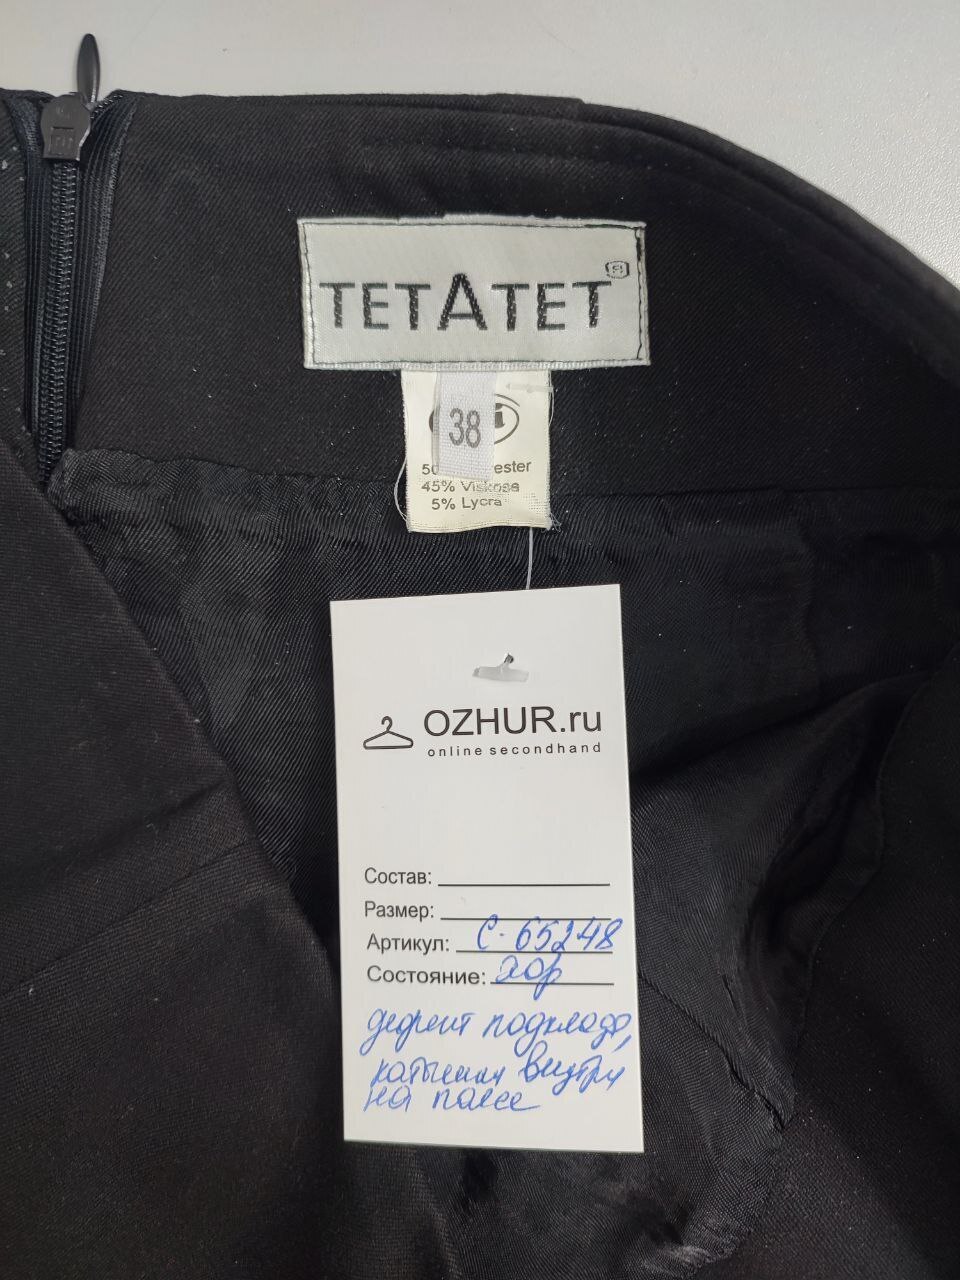 TETATET
38
ester
45% Viskose
5% Lycra
OZHUR.ru
online secondhand
Состав:
Размер:
Артикул: С-65248
Состояние: хор
дефект подклада,
катышки внутри
на поясе